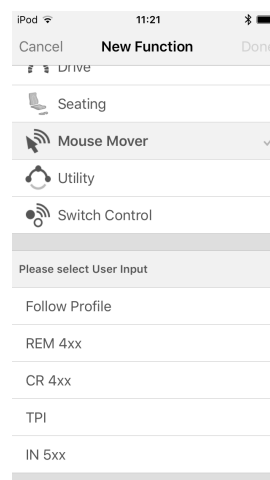 iPod 11:21
Cancel New Function Done
Drive
Seating
Mouse Mover
Utility
Switch Control
Please select User Input
Follow Profile
REM 4xx
CR 4xx
TPI
IN 5xx